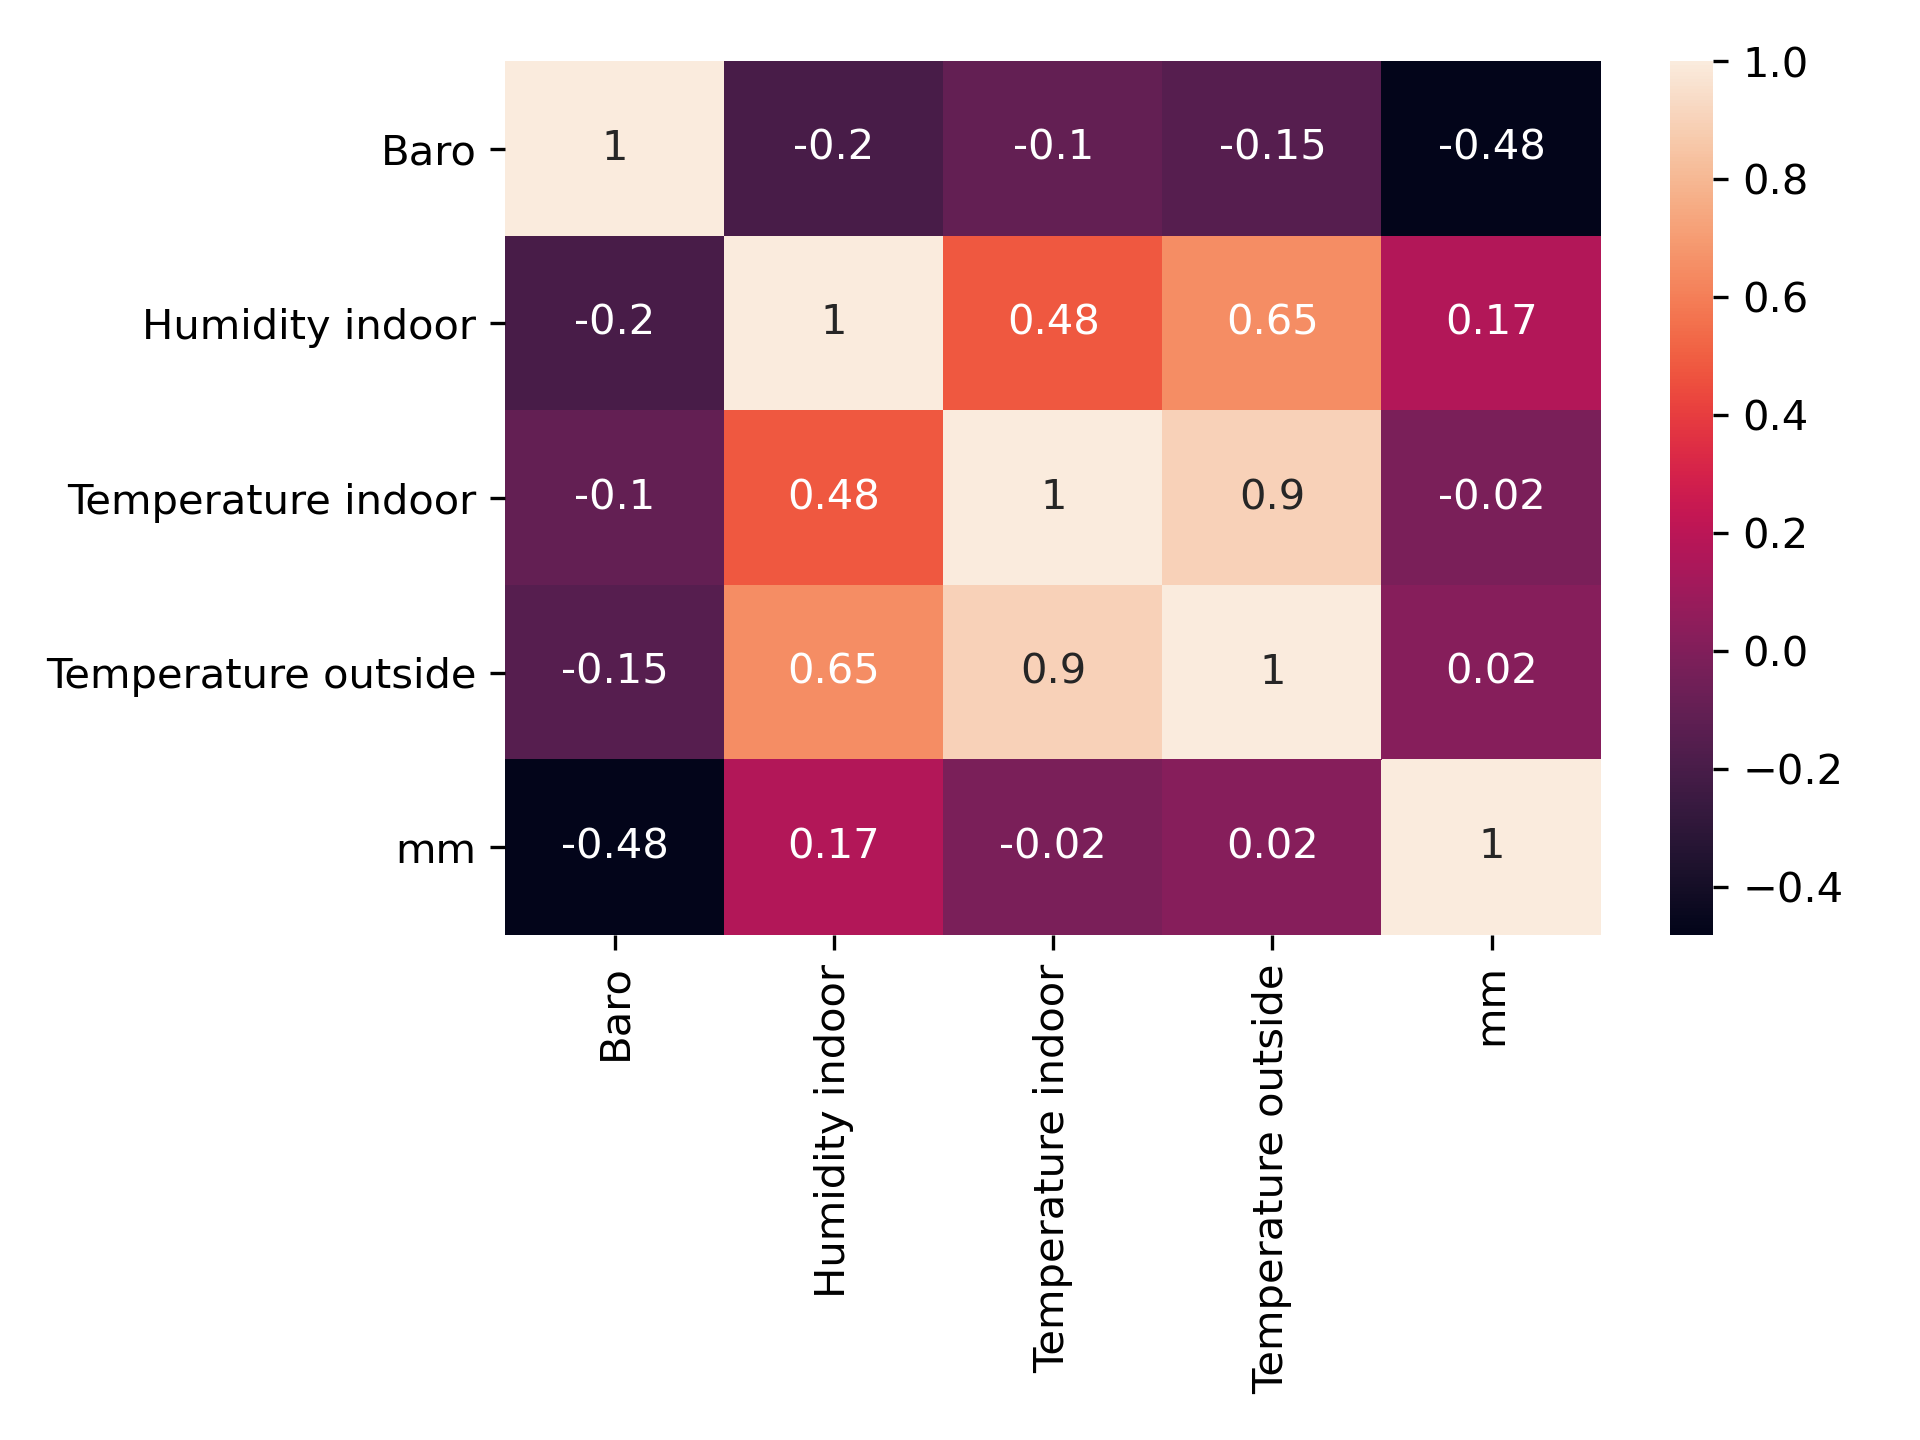 Baro 1 -0.2 -0.1 -0.15 -0.48
Humidity indoor -0.2 1 0.48 0.65 0.17
Temperature indoor -0.1 0.48 1 0.9 -0.02
Temperature outside -0.15 0.65 0.9 1 0.02
mm -0.48 0.17 -0.02 0.02 1
Baro
Humidity indoor
Temperature indoor
Temperature outside
mm
1.0
0.8
0.6
0.4
0.2
0.0
−0.2
−0.4